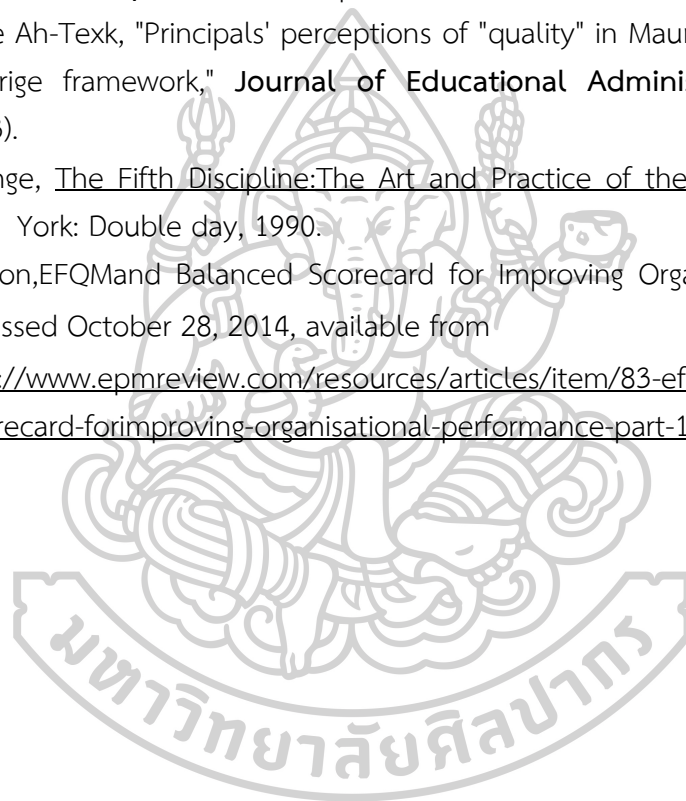 e Ah-Texk, "Principals' perceptions of "quality" in Maur
rige framework," Journal of Educational Adminis
).
nge, The Fifth Discipline:The Art and Practice of the
York: Double day, 1990.
on,EFQMand Balanced Scorecard for Improving Orga
ssed October 28, 2014, available from
://www.epmreview.com/resources/articles/item/83-ef
recard-forimproving-organisational-performance-part-1
มหาวิทยาลัยศิลปากร